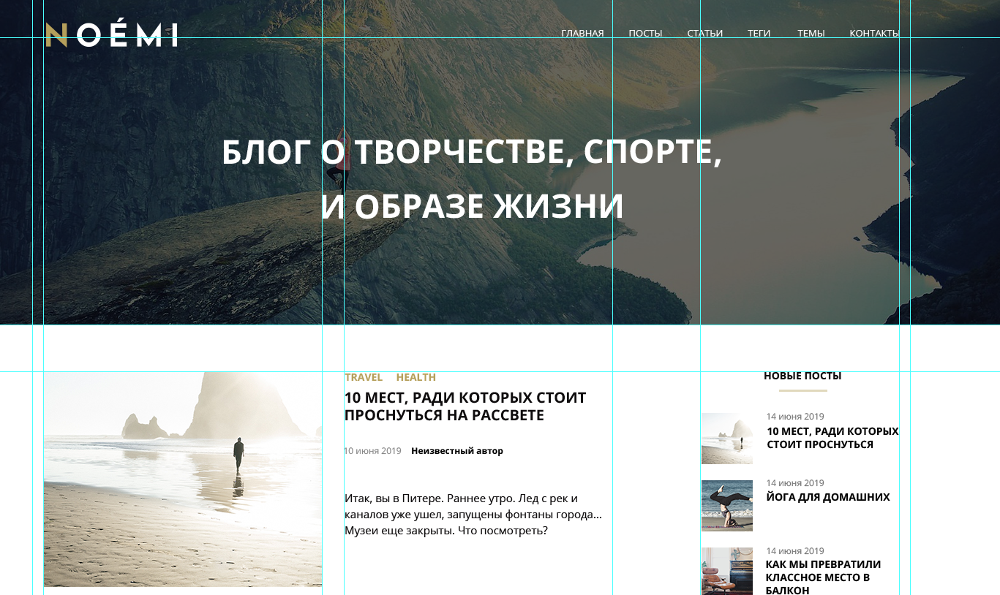 NOÉMI
ГЛАВНАЯ ПОСТЫ СТАТЬИ ТЕГИ ТЕМЫ КОНТАКТЫ
БЛОГ О ТВОРЧЕСТВЕ, СПОРТЕ,
И ОБРАЗЕ ЖИЗНИ
TRAVEL HEALTH
10 МЕСТ, РАДИ КОТОРЫХ СТОИТ
ПРОСНУТЬСЯ НА РАССВЕТЕ
10 июня 2019 Неизвестный автор
Итак, вы в Питере. Раннее утро. Лед с рек и
каналов уже ушел, запущены фонтаны города...
Музеи еще закрыты. Что посмотреть?
НОВЫЕ ПОСТЫ
14 июня 2019
10 МЕСТ, РАДИ КОТОРЫХ
СТОИТ ПРОСНУТЬСЯ
14 июня 2019
ЙОГА ДЛЯ ДОМАШНИХ
14 июня 2019
КАК МЫ ПРЕВРАТИЛИ
КЛАССНОЕ МЕСТО В
БАЛКОН